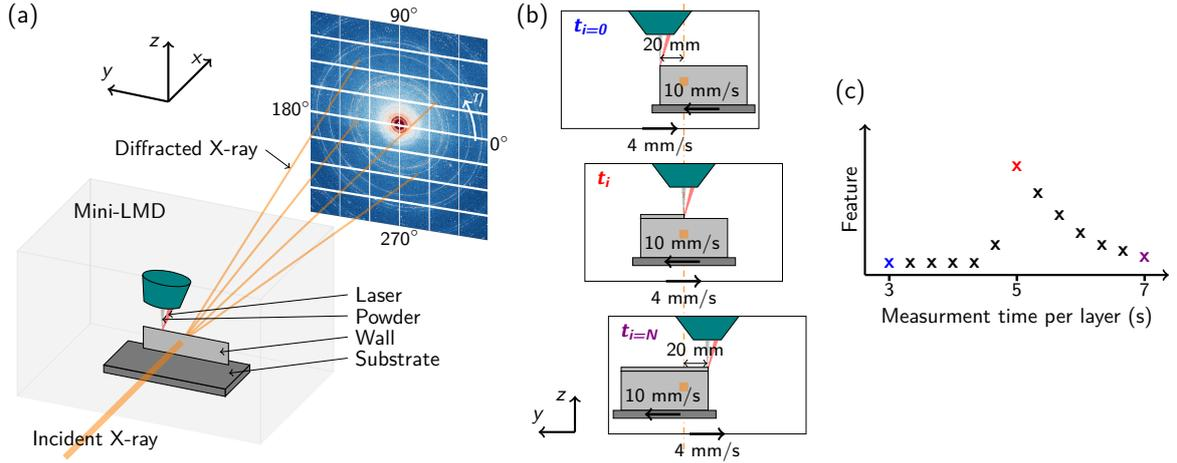 (a)
z
x
y
90°
180°
η
0°
270°
Diffracted X-ray
Mini-LMD
Laser
Powder
Wall
Substrate
Incident X-ray
(b)
t_{i=0}
20 mm
10 mm/s
4 mm/s
t_i
10 mm/s
4 mm/s
t_{i=N}
20 mm
10 mm/s
4 mm/s
z
y
(c)
Feature
x x x x x x x x x x x x x
3 5 7
Measurment time per layer (s)